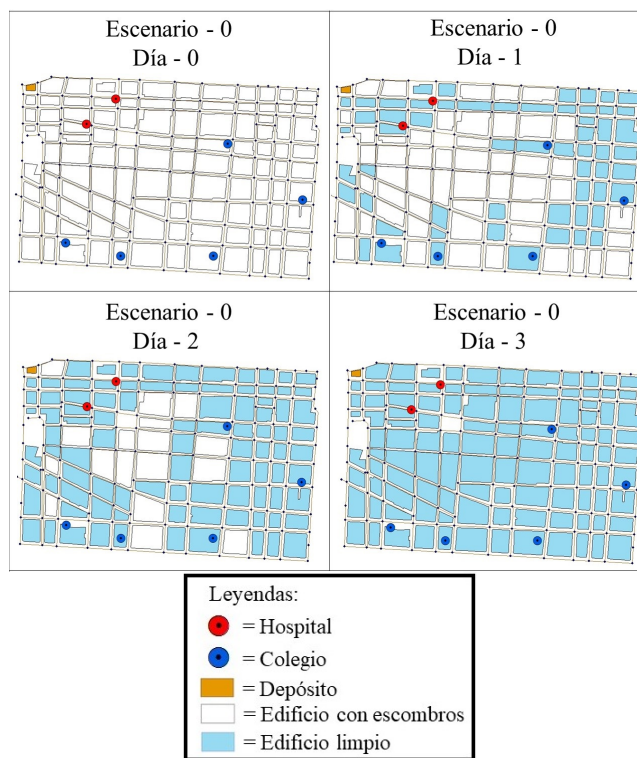 Escenario - 0
Día - 0
Escenario - 0
Día - 1
Escenario - 0
Día - 2
Escenario - 0
Día - 3
Leyendas:
= Hospital
= Colegio
= Depósito
= Edificio con escombros
= Edificio limpio